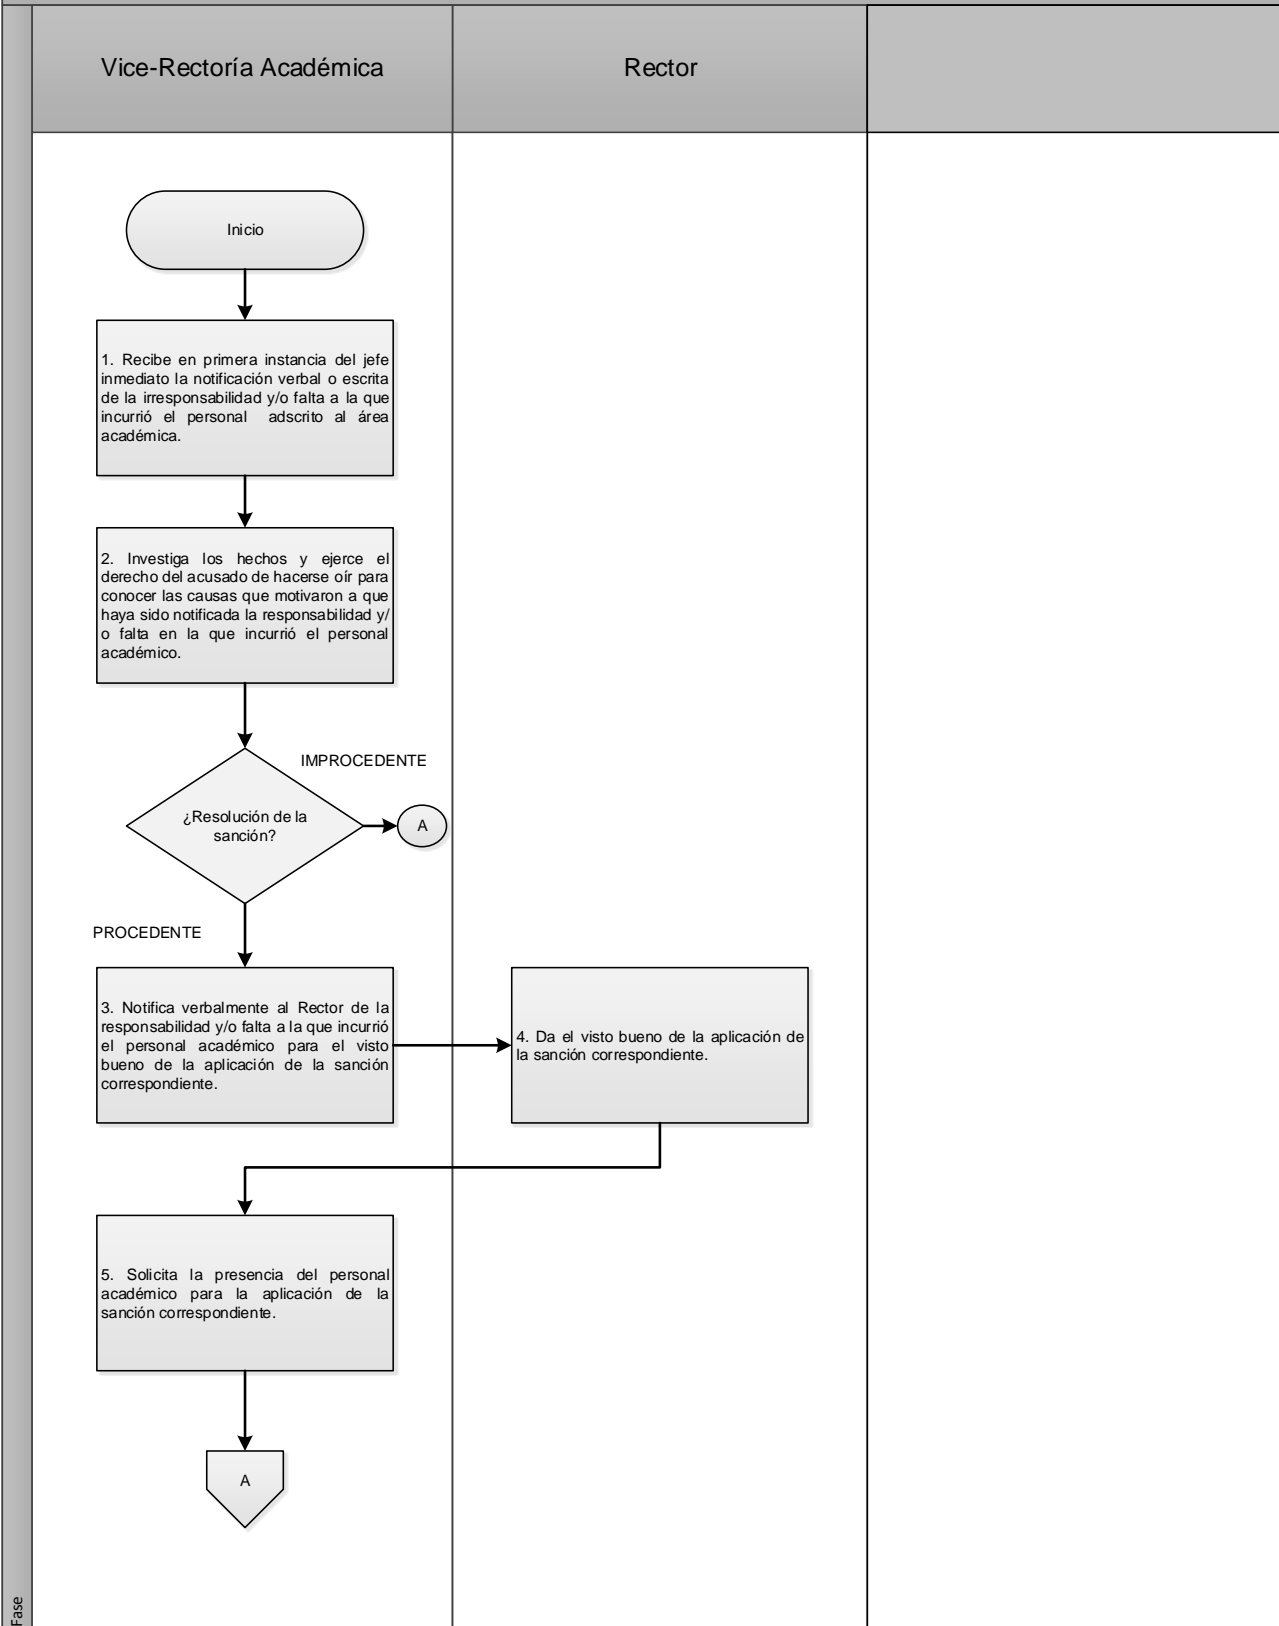 Vice-Rectoría Académica
Rector
Inicio
1. Recibe en primera instancia del jefe
inmediato la notificación verbal o escrita
de la irresponsabilidad y/o falta a la que
incurrió el personal adscrito al área
académica.
2. Investiga los hechos y ejerce el
derecho del acusado de hacerse oír para
conocer las causas que motivaron a que
haya sido notificada la responsabilidad y/
o falta en la que incurrió el personal
académico.
IMPROCEDENTE
¿Resolución de la
sanción?
A
PROCEDENTE
3. Notifica verbalmente al Rector de la
responsabilidad y/o falta a la que incurrió
el personal académico para el visto
bueno de la aplicación de la sanción
correspondiente.
4. Da el visto bueno de la aplicación de
la sanción correspondiente.
5. Solicita la presencia del personal
académico para la aplicación de la
sanción correspondiente.
A
Fase